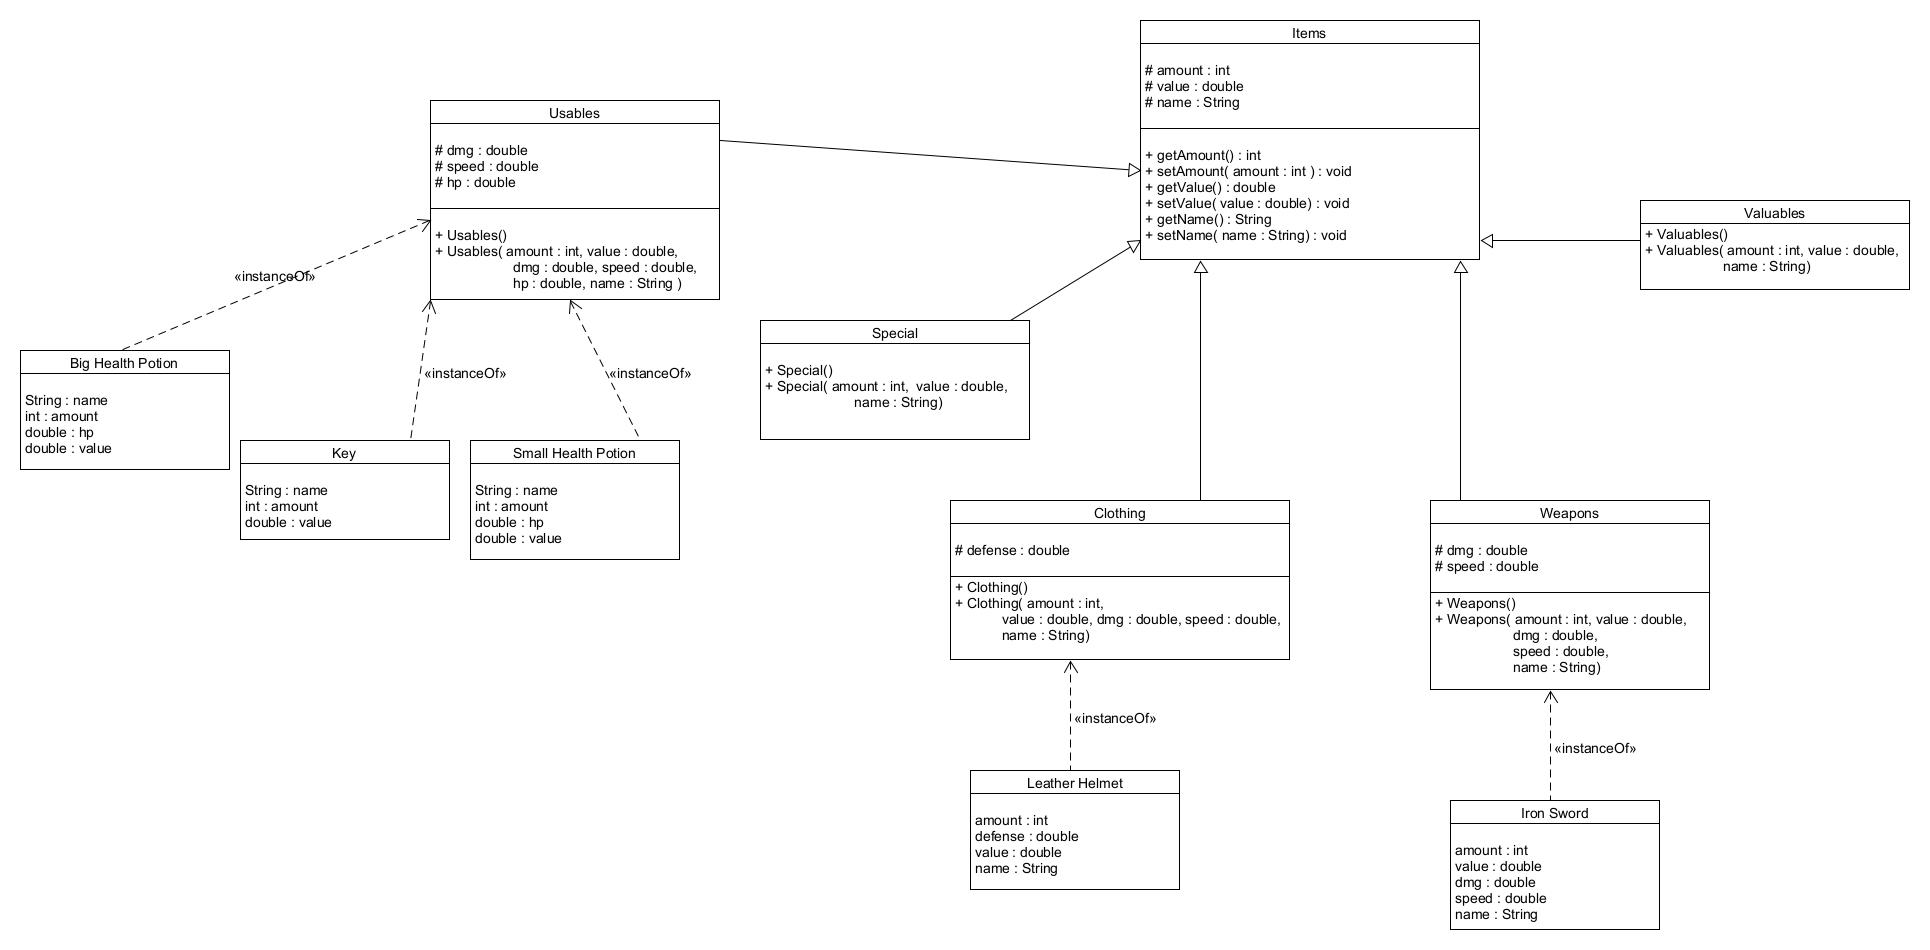 Items
# amount : int
# value : double
# name : String
+ getAmount() : int
+ setAmount( amount : int ) : void
+ getValue() : double
+ setValue( value : double) : void
+ getName() : String
+ setName( name : String) : void
Usables
# dmg : double
# speed : double
# hp : double
+ Usables()
+ Usables( amount : int, value : double,
dmg : double, speed : double,
hp : double, name : String )
Valuables
+ Valuables()
+ Valuables( amount : int, value : double,
name : String)
«instanceOf»
«instanceOf»
«instanceOf»
Special
+ Special()
+ Special( amount : int,  value : double,
name : String)
Big Health Potion
String : name
int : amount
double : hp
double : value
Key
String : name
int : amount
double : value
Small Health Potion
String : name
int : amount
double : hp
double : value
Clothing
# defense : double
+ Clothing()
+ Clothing( amount : int,
value : double, dmg : double, speed : double,
name : String)
Weapons
# dmg : double
# speed : double
+ Weapons()
+ Weapons( amount : int, value : double,
dmg : double,
speed : double,
name : String)
«instanceOf»
«instanceOf»
Leather Helmet
amount : int
defense : double
value : double
name : String
Iron Sword
amount : int
value : double
dmg : double
speed : double
name : String